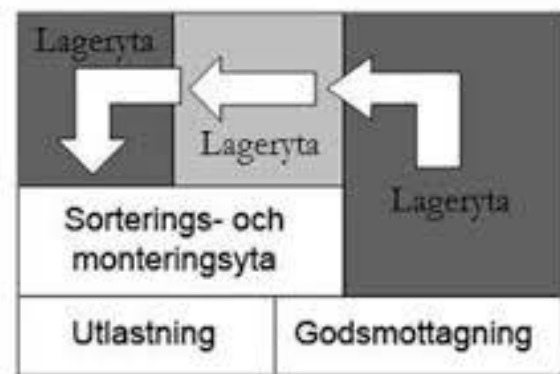 Lageryta
Lageryta
Lageryta
Sorterings- och
monteringsyta
Utlastning
Godsmottagning